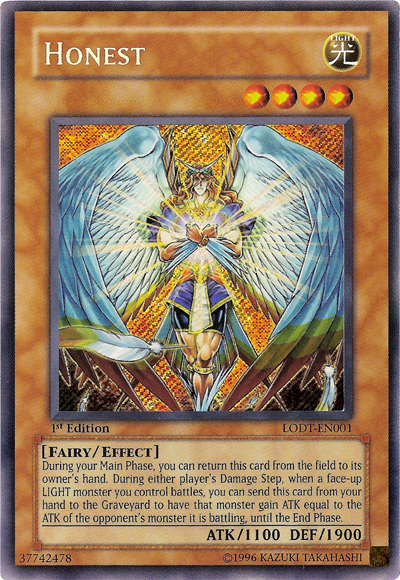 HONEST
LIGHT
光
1st Edition
LODT-EN001
[FAIRY/EFFECT]
During your Main Phase, you can return this card from the field to its
owner's hand. During either player's Damage Step, when a face-up
LIGHT monster you control battles, you can send this card from your
hand to the Graveyard to have that monster gain ATK equal to the
ATK of the opponent's monster it is battling, until the End Phase.
ATK/1100 DEF/1900
37742478
©1996 KAZUKI TAKAHASHI